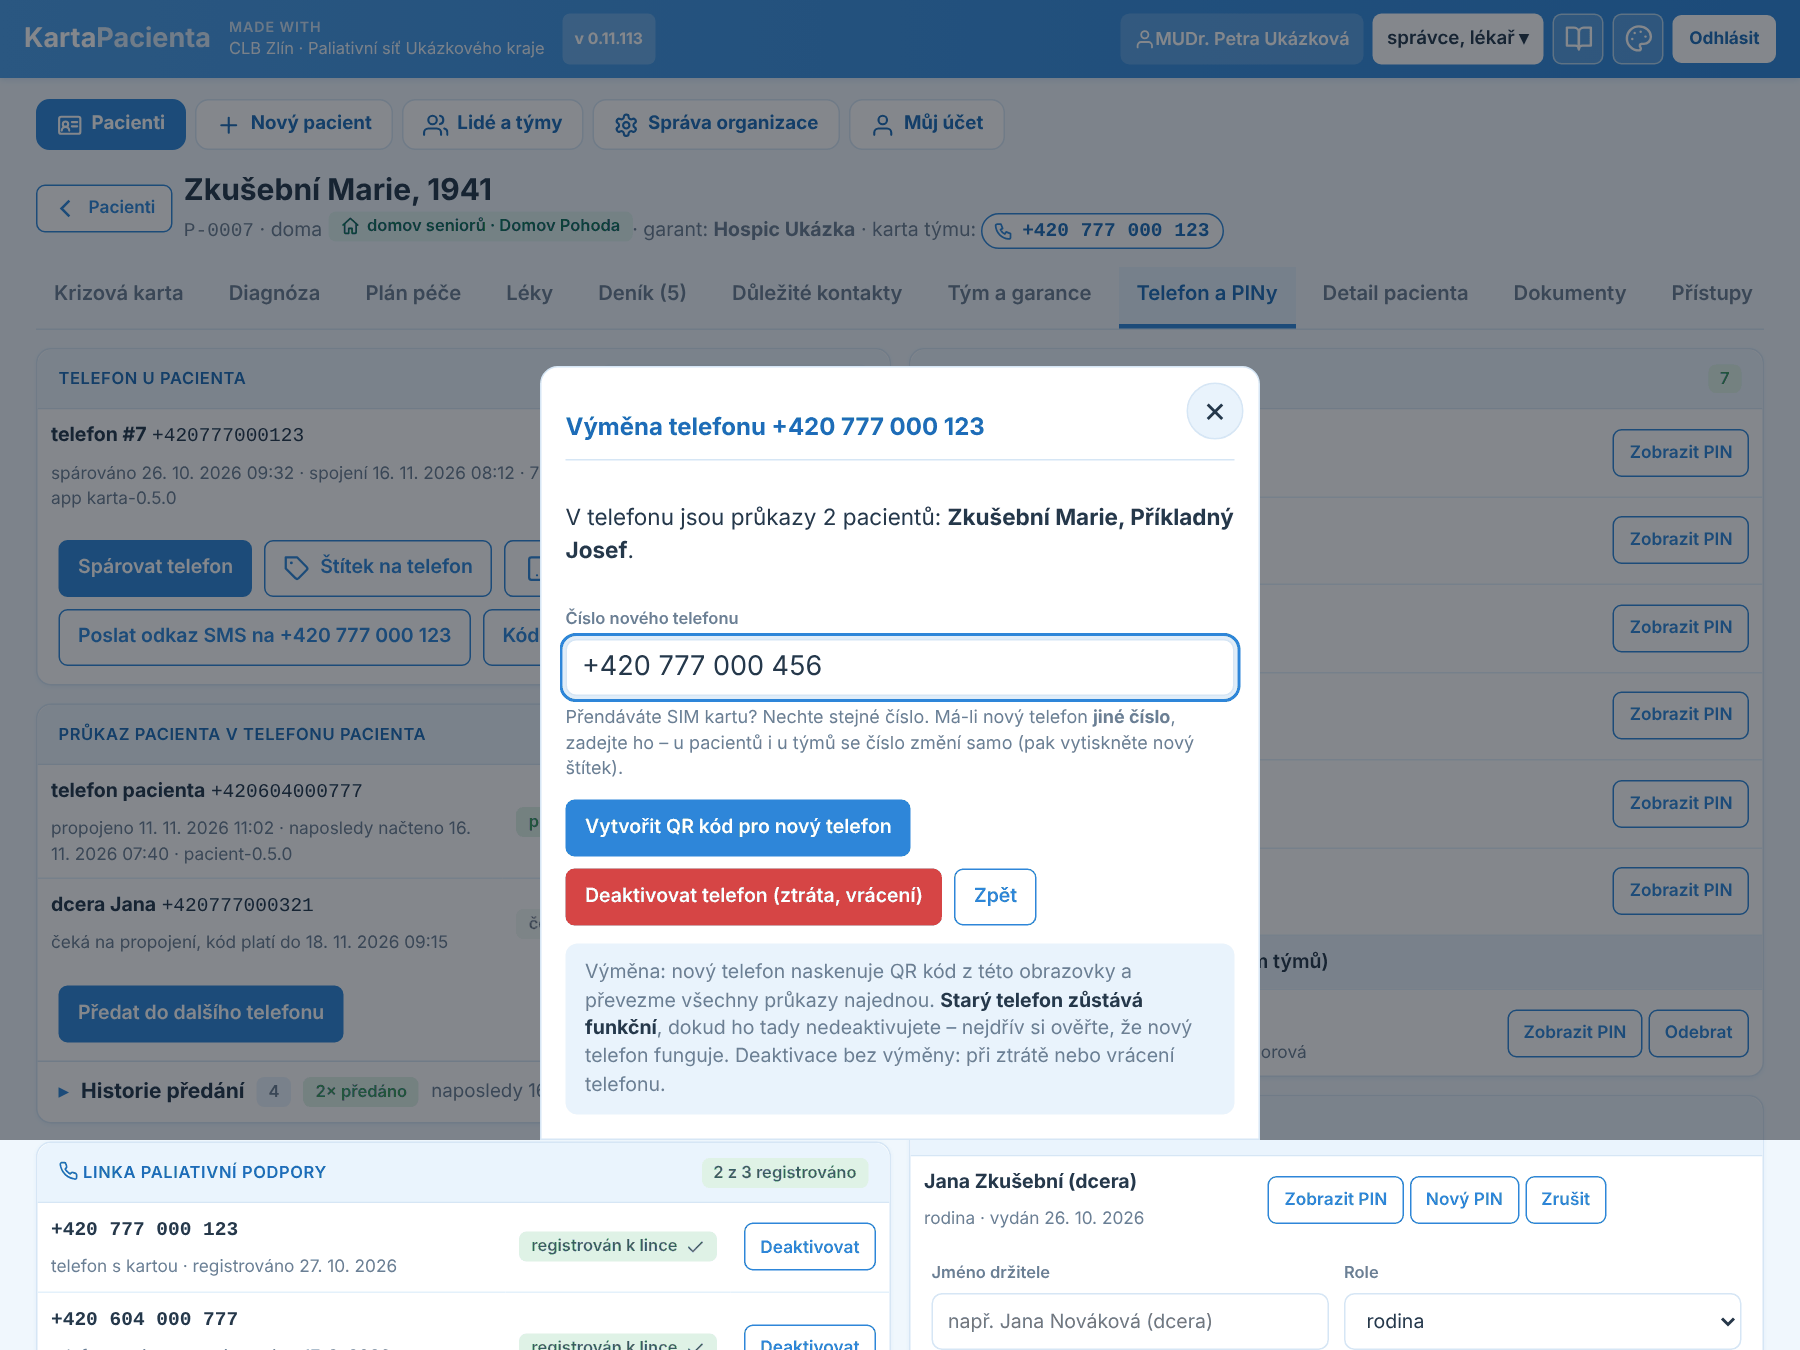 KartaPacienta
MADE WITH
CLB Zlín · Paliativní síť Ukázkového kraje
v 0.11.113
MUDr. Petra Ukázková
správce, lékař ▾
Odhlásit
Pacienti
Nový pacient
Lidé a týmy
Správa organizace
Můj účet
Pacienti
Zkušební Marie, 1941
P-0007 · doma
domov seniorů · Domov Pohoda
· garant: Hospic Ukázka · karta týmu:
+420 777 000 123
Krizová karta
Diagnóza
Plán péče
Léky
Deník (5)
Důležité kontakty
Tým a garance
Telefon a PINy
Detail pacienta
Dokumenty
Přístupy
TELEFON U PACIENTA
telefon #7 +420777000123
spárováno 26. 10. 2026 09:32 · spojení 16. 11. 2026 08:12 · 7
app karta-0.5.0
Spárovat telefon
Štítek na telefon
Poslat odkaz SMS na +420 777 000 123
Kód
PRŮKAZ PACIENTA V TELEFONU PACIENTA
telefon pacienta +420604000777
propojeno 11. 11. 2026 11:02 · naposledy načteno 16.
11. 2026 07:40 · pacient-0.5.0
dcera Jana +420777000321
čeká na propojení, kód platí do 18. 11. 2026 09:15
Předat do dalšího telefonu
▸ Historie předání
4
2× předáno
naposledy 16
Výměna telefonu +420 777 000 123
V telefonu jsou průkazy 2 pacientů: Zkušební Marie, Příkladný
Josef.
Číslo nového telefonu
+420 777 000 456
Přendáváte SIM kartu? Nechte stejné číslo. Má-li nový telefon jiné číslo,
zadejte ho – u pacientů i u týmů se číslo změní samo (pak vytiskněte nový
štítek).
Vytvořit QR kód pro nový telefon
Deaktivovat telefon (ztráta, vrácení)
Zpět
Výměna: nový telefon naskenuje QR kód z této obrazovky a
převezme všechny průkazy najednou. Starý telefon zůstává
funkční, dokud ho tady nedeaktivujete – nejdřív si ověřte, že nový
telefon funguje. Deaktivace bez výměny: při ztrátě nebo vrácení
telefonu.
7
Zobrazit PIN
Zobrazit PIN
Zobrazit PIN
Zobrazit PIN
Zobrazit PIN
Zobrazit PIN
týmů)
Zobrazit PIN
Odebrat
LINKA PALIATIVNÍ PODPORY
2 z 3 registrováno
+420 777 000 123
telefon s kartou · registrováno 27. 10. 2026
registrován k lince
Deaktivovat
+420 604 000 777
registrován k lince
Deaktivovat
Jana Zkušební (dcera)
rodina · vydán 26. 10. 2026
Zobrazit PIN
Nový PIN
Zrušit
Jméno držitele
Role
např. Jana Nováková (dcera)
rodina